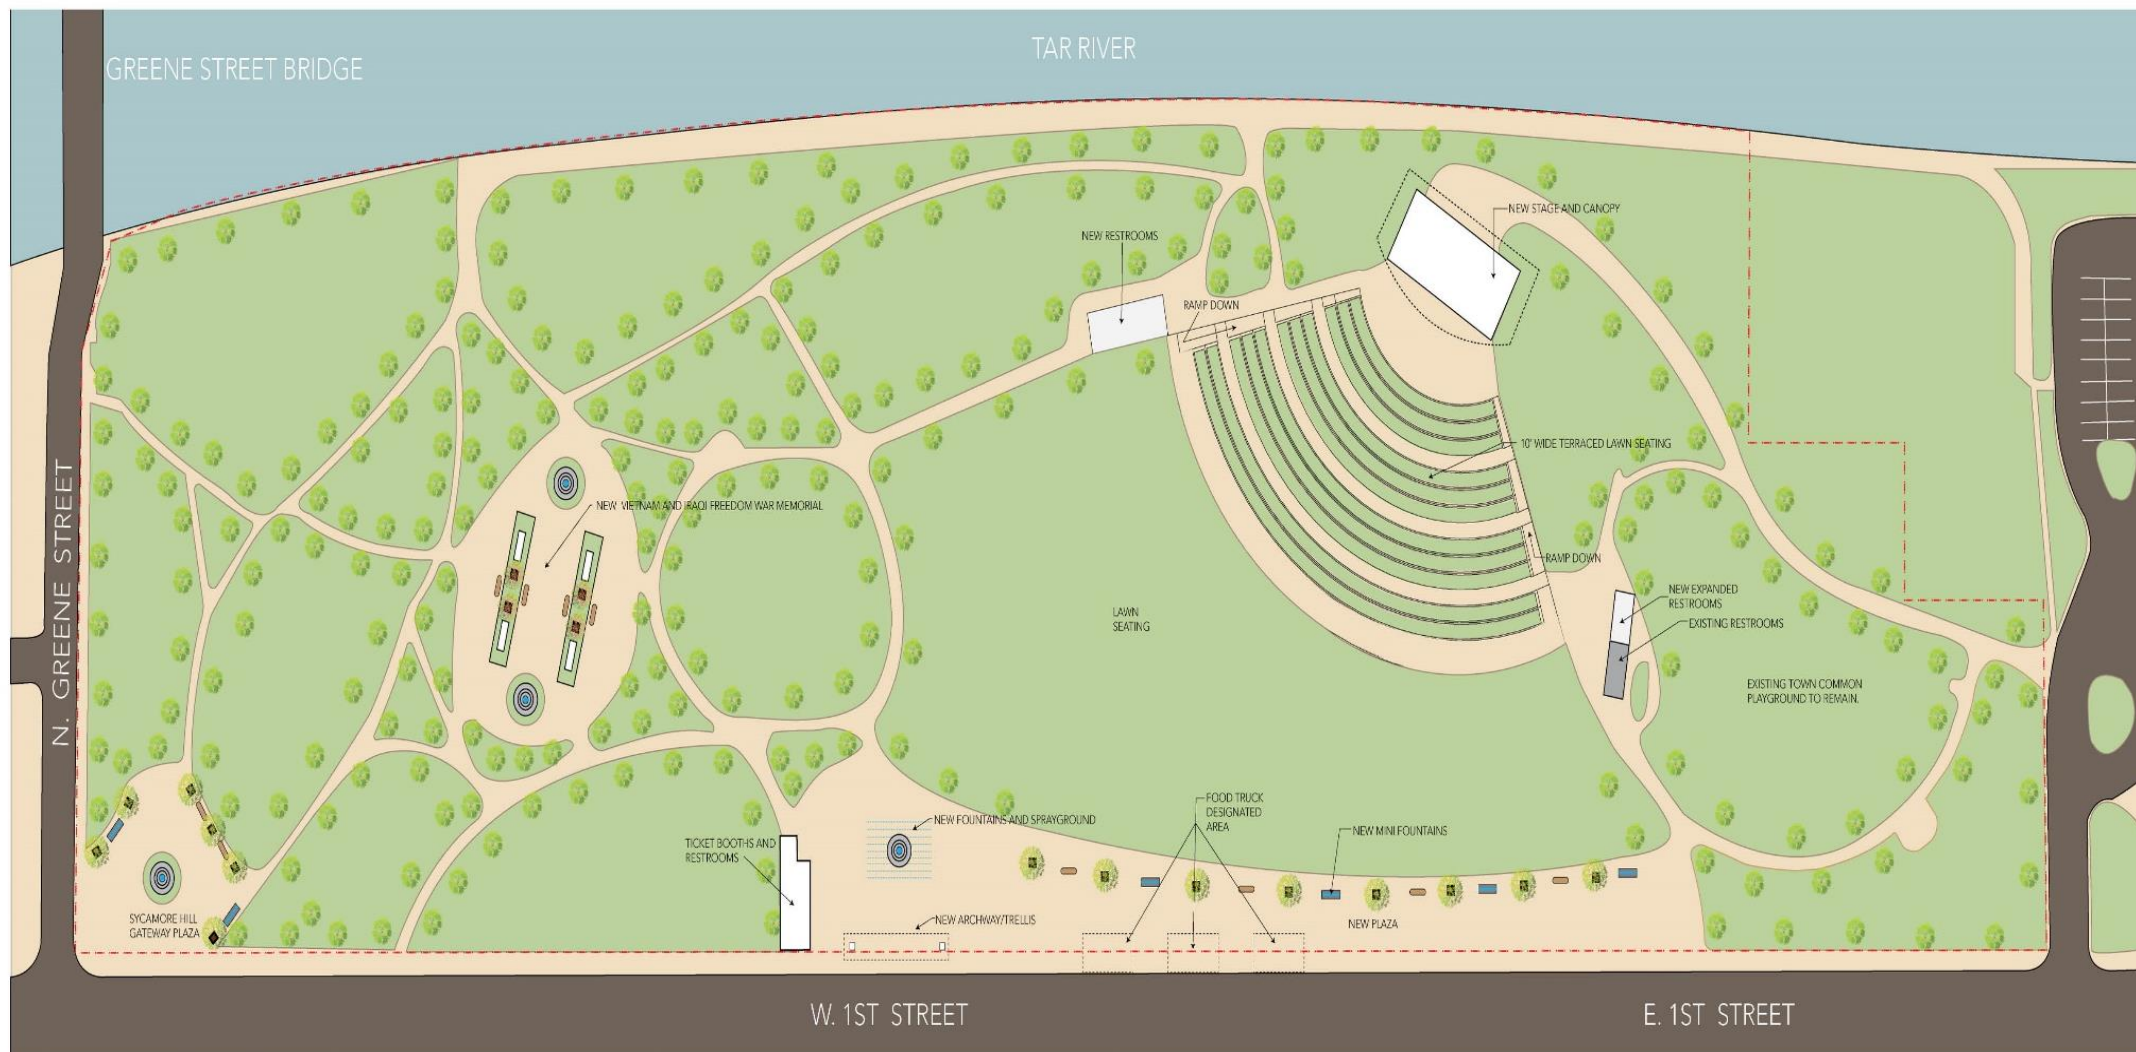 TAR RIVER
GREENE STREET BRIDGE
NEW STAGE AND CANOPY
NEW RESTROOMS
RAMP DOWN
10' WIDE TERRACED LAWN SEATING
NEW VIETNAM AND IRAQI FREEDOM WAR MEMORIAL
RAMP DOWN
NEW EXPANDED
RESTROOMS
EXISTING RESTROOMS
LAWN
SEATING
EXISTING TOWN COMMON
PLAYGROUND TO REMAIN.
N. GREENE STREET
FOOD TRUCK
DESIGNATED
AREA
NEW FOUNTAINS AND SPRAYGROUND
NEW MINI FOUNTAINS
TICKET BOOTHS AND
RESTROOMS
SYCAMORE HILL
GATEWAY PLAZA
NEW ARCHWAY/TRELLIS
NEW PLAZA
W. 1ST STREET
E. 1ST STREET